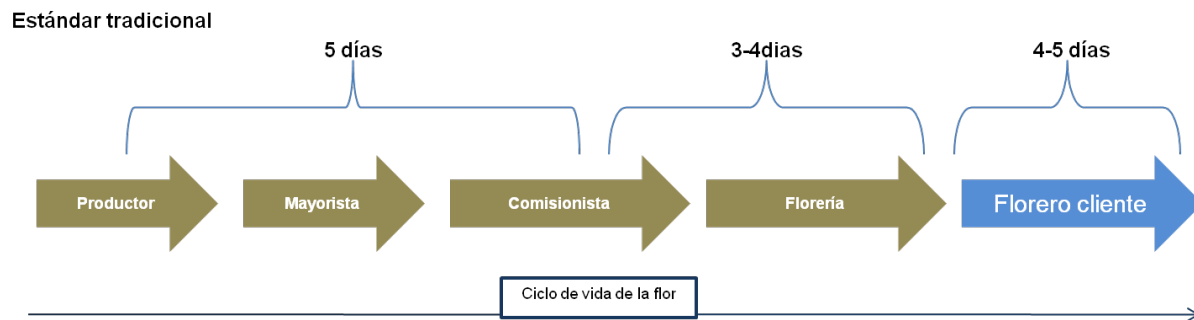 Estándar tradicional
5 días
3-4dias
4-5 días
Productor
Mayorista
Comisionista
Florería
Florero cliente
Ciclo de vida de la flor